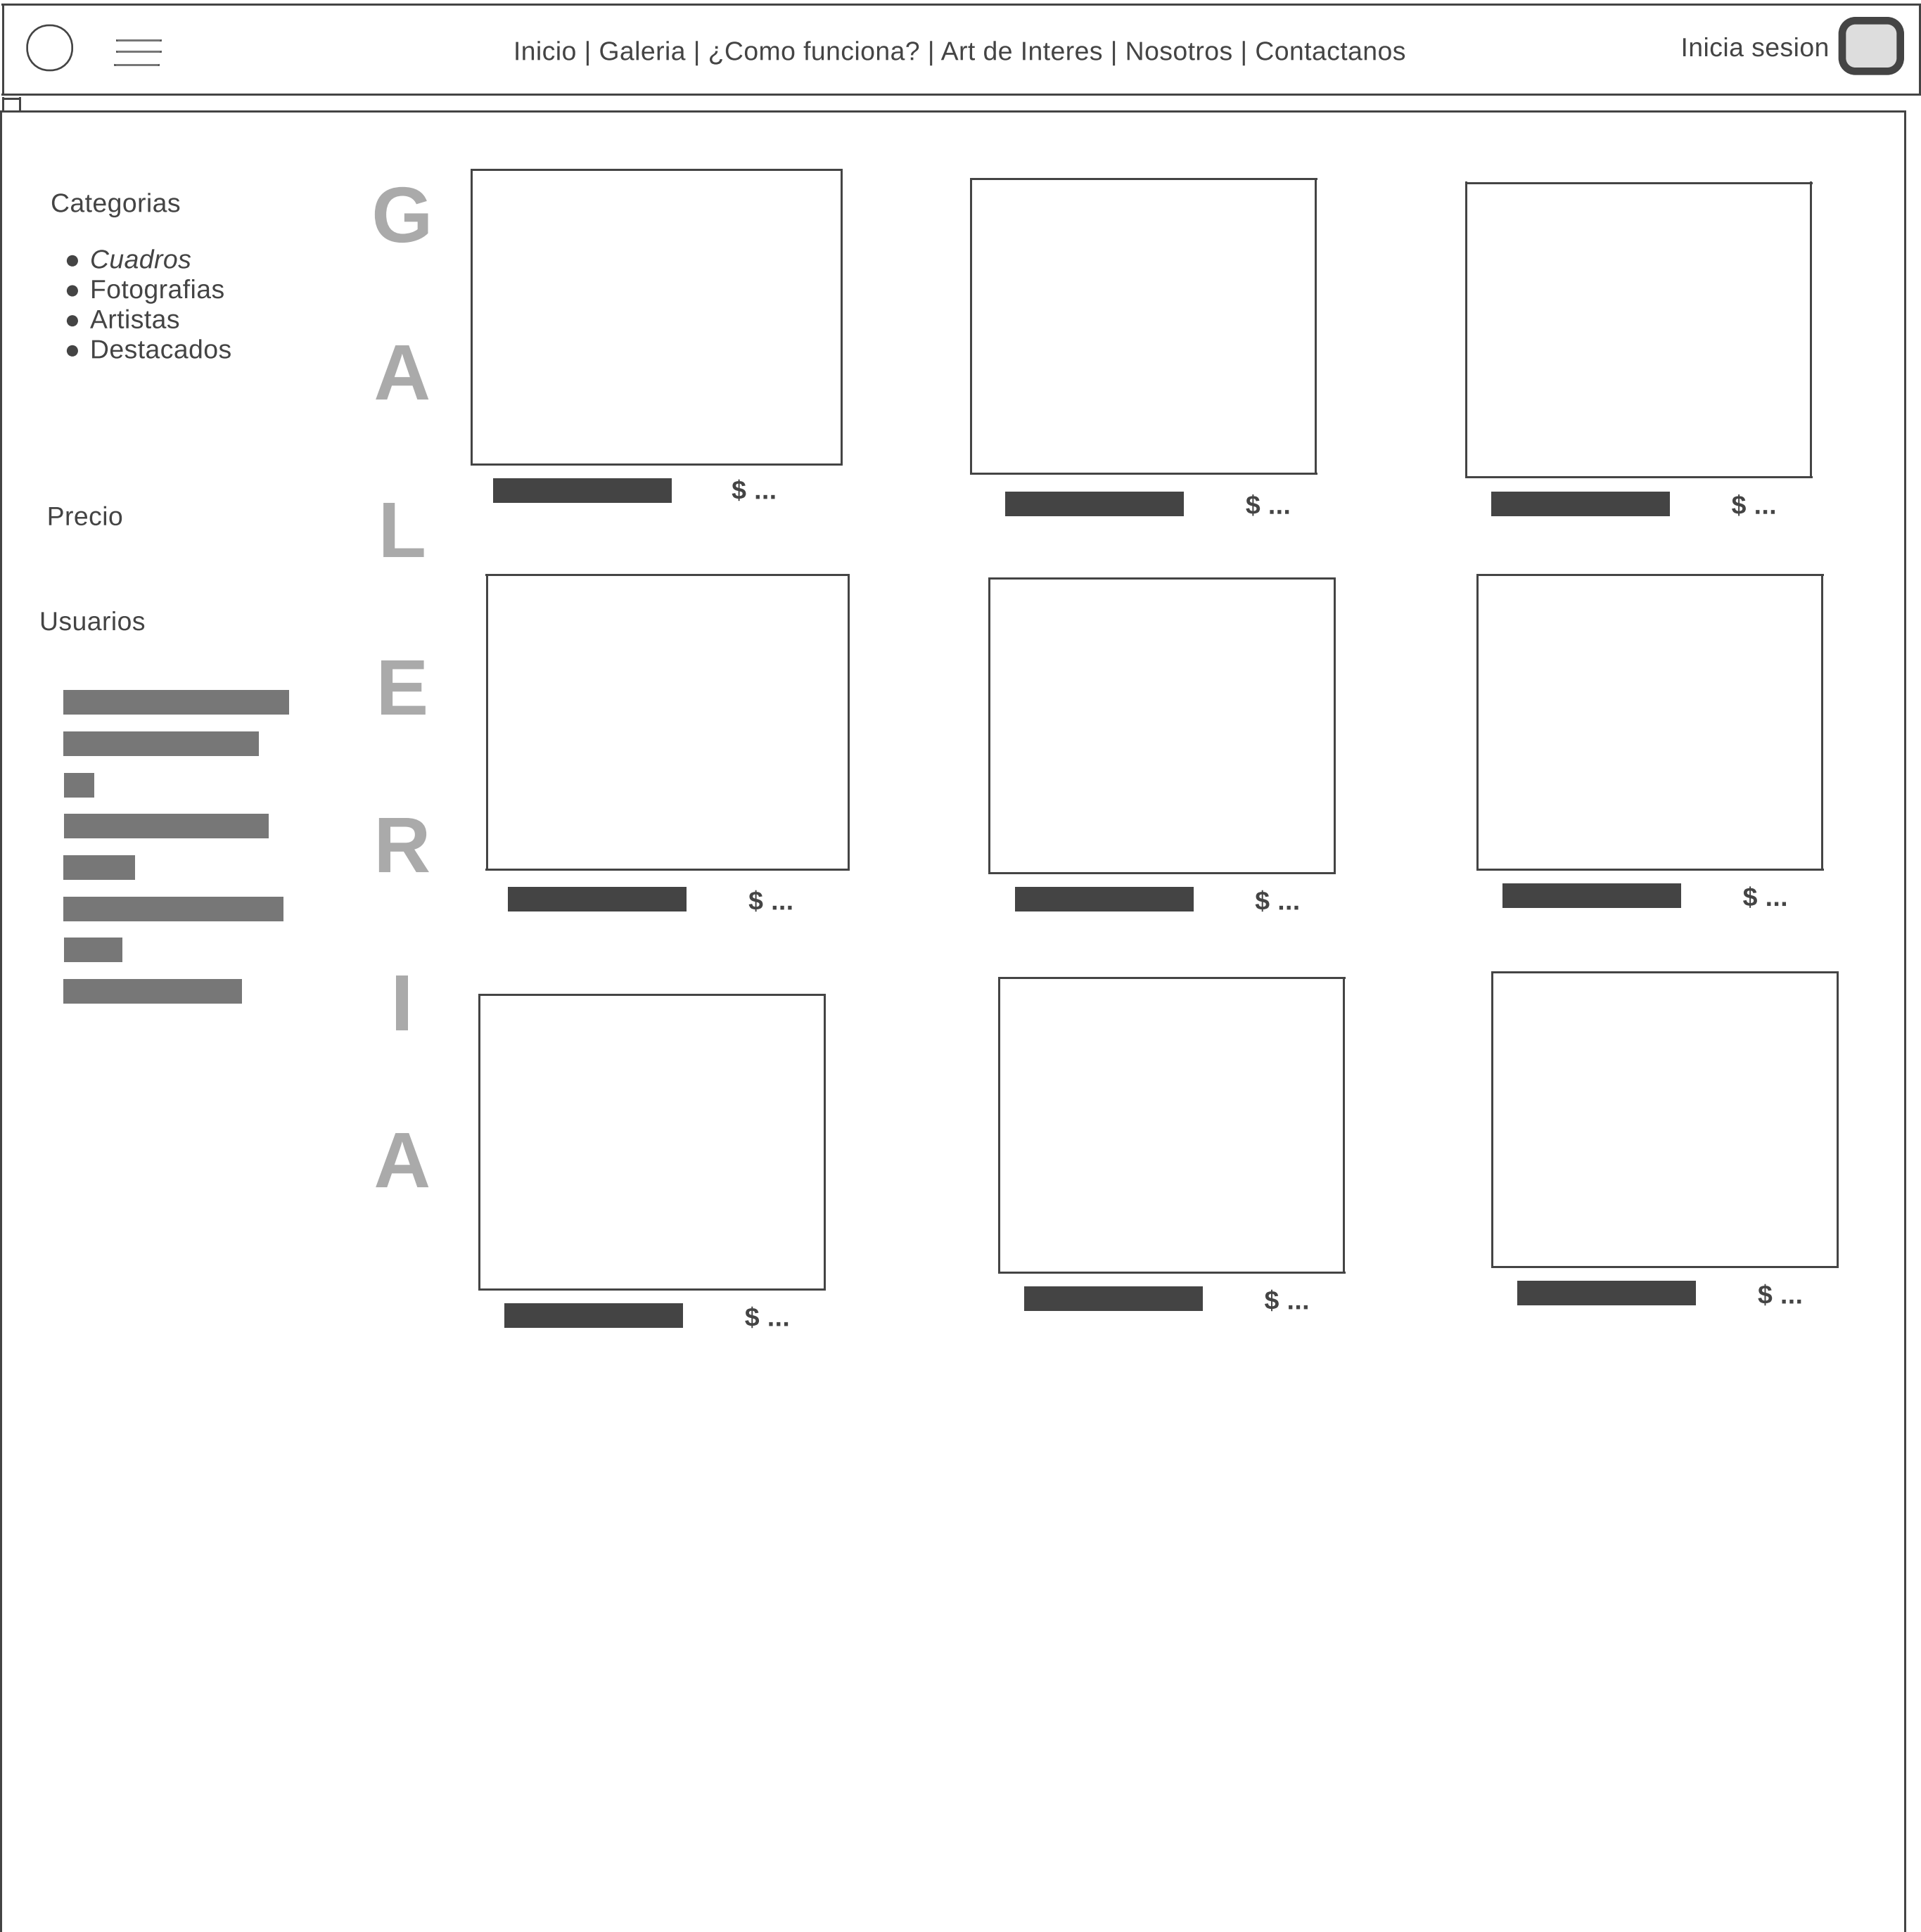 Inicio | Galeria | ¿Como funciona? | Art de Interes | Nosotros | Contactanos
Inicia sesion
Categorias
Cuadros
Fotografias
Artistas
Destacados
Precio
Usuarios
G
A
L
E
R
I
A
$ ...
$ ...
$ ...
$ ...
$ ...
$ ...
$ ...
$ ...
$ ...